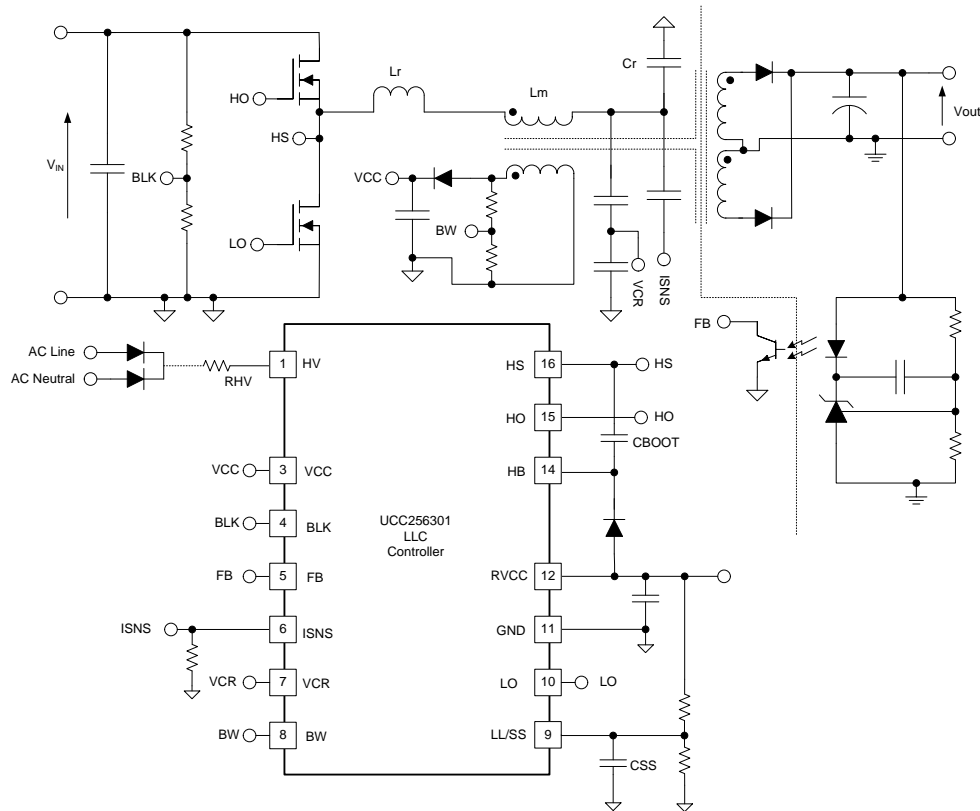 Cr
Lr
Lm
HO
HS
VIN
BLK
LO
VCC
BW
VCR
ISNS
Vout
FB
AC Line
AC Neutral
RHV
1
HV
VCC
3
VCC
BLK
4
BLK
FB
5
FB
ISNS
6
ISNS
VCR
7
VCR
BW
8
BW
UCC256301
LLC
Controller
HS
16
HS
HO
15
HO
CBOOT
HB
14
RVCC
12
GND
11
LO
10
LO
LL/SS
9
CSS